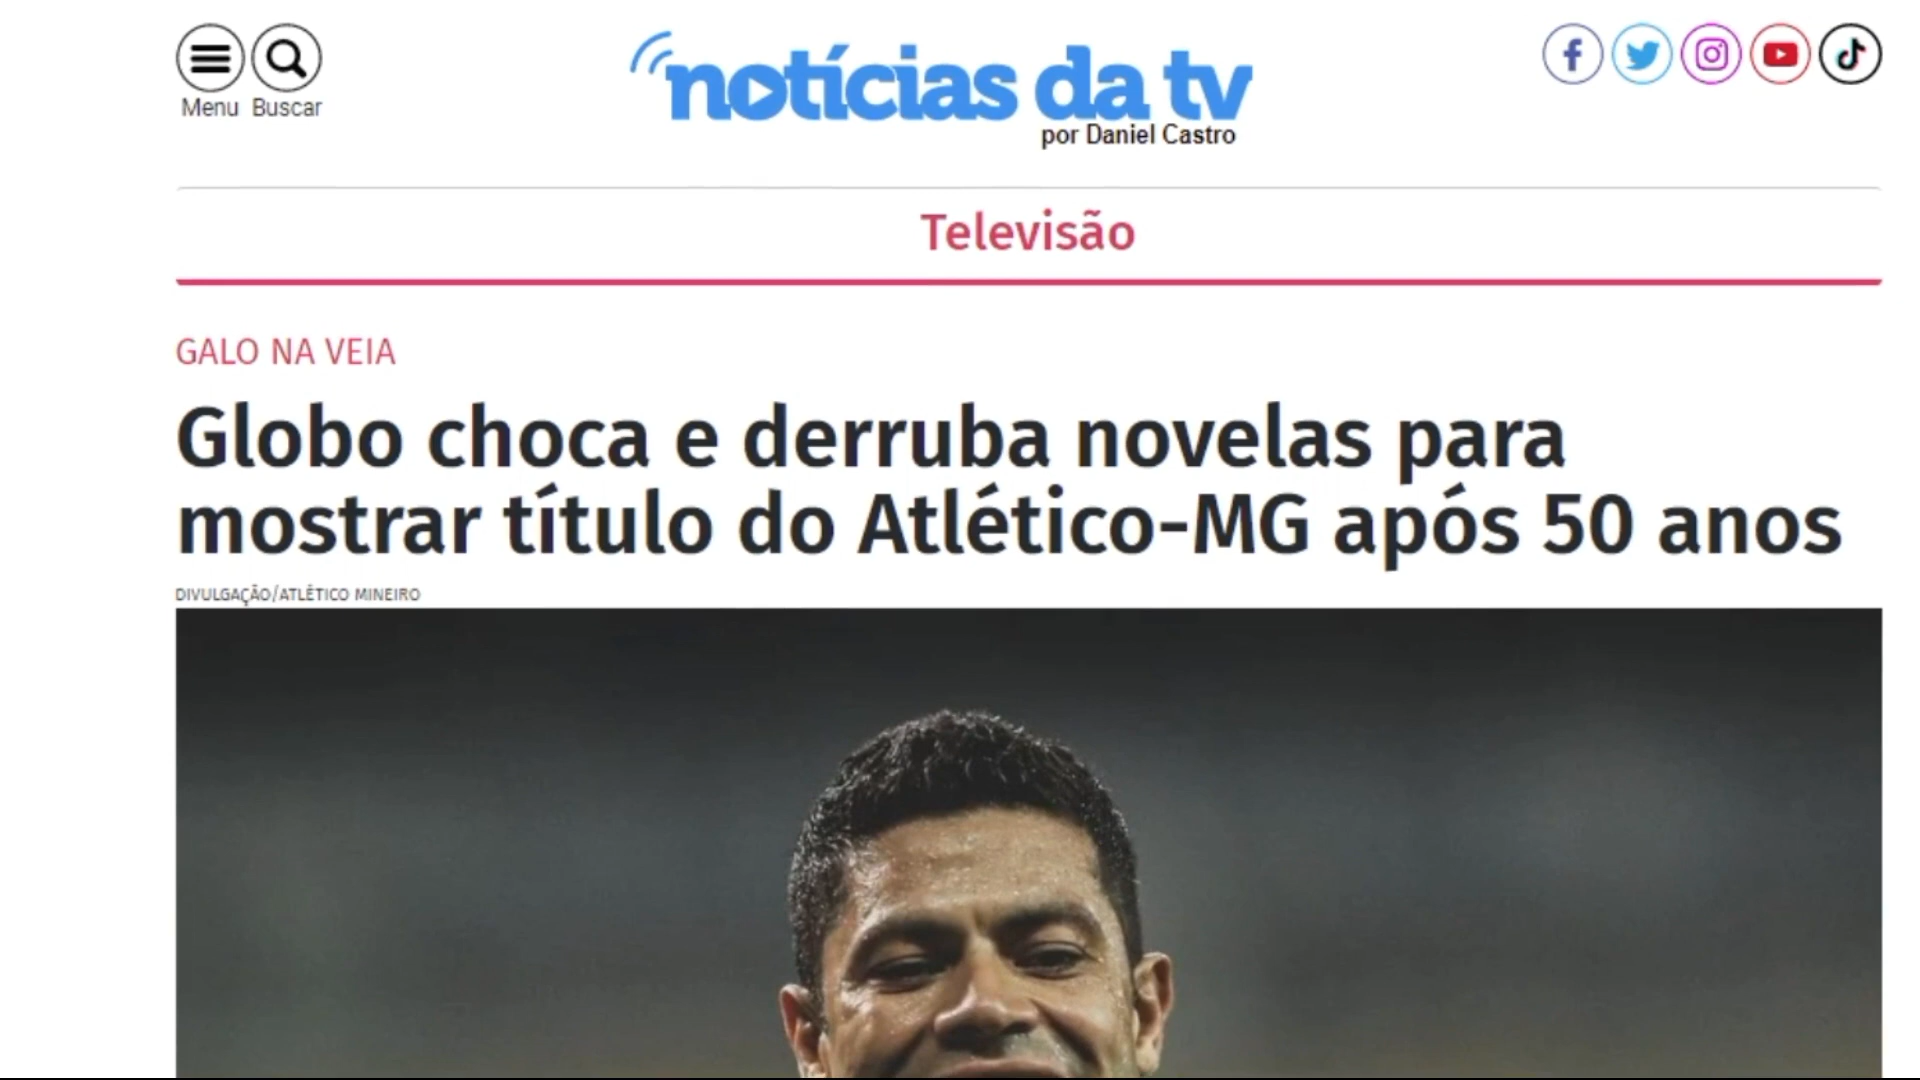 Menu Buscar
notícias da tv
por Daniel Castro
Televisão
GALO NA VEIA
Globo choca e derruba novelas para
mostrar título do Atlético-MG após 50 anos
DIVULGAÇÃO/ATLÉTICO MINEIRO